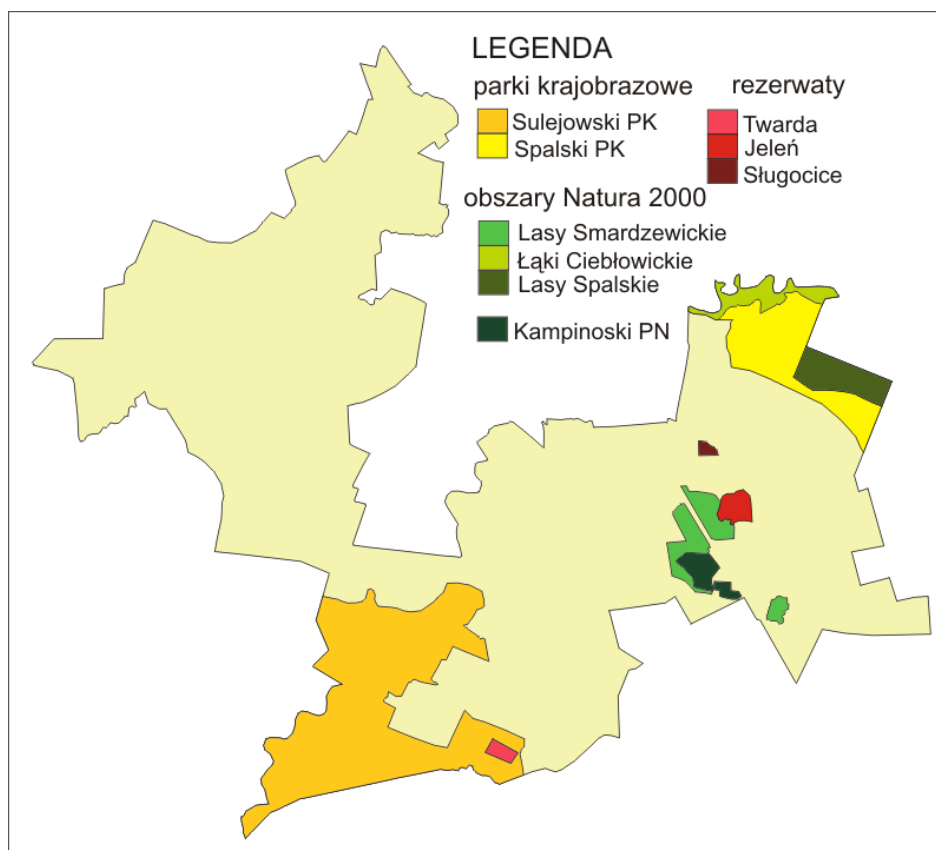 LEGENDA
parki krajobrazowe
Sulejowski PK
Spalski PK
rezerwaty
Twarda
Jeleń
Sługocice
obszary Natura 2000
Lasy Smardzewickie
Łąki Ciebłowickie
Lasy Spalskie
Kampinoski PN